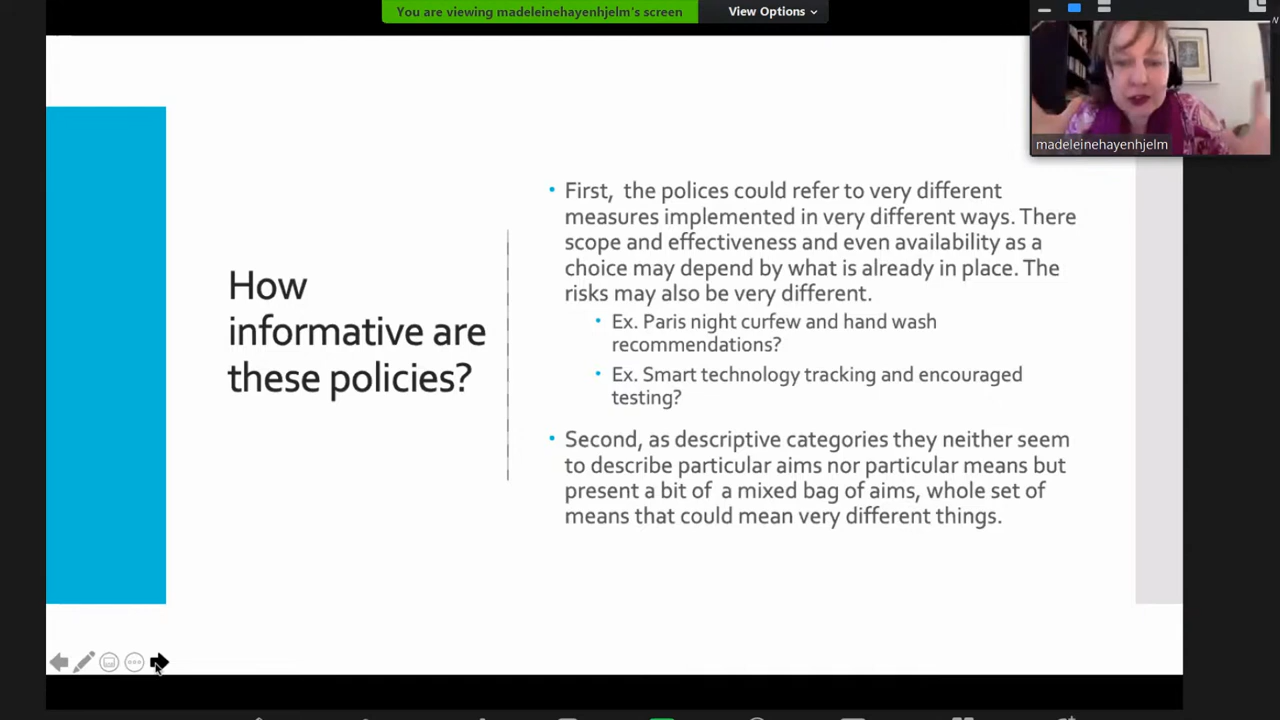 You are viewing madeleinehayenhjelm's screen
View Options
madeleinehayenhjelm
How
informative are
these policies?
• First,  the polices could refer to very different
measures implemented in very different ways. There
scope and effectiveness and even availability as a
choice may depend by what is already in place. The
risks may also be very different.
• Ex. Paris night curfew and hand wash
recommendations?
• Ex. Smart technology tracking and encouraged
testing?
• Second, as descriptive categories they neither seem
to describe particular aims nor particular means but
present a bit of  a mixed bag of aims, whole set of
means that could mean very different things.